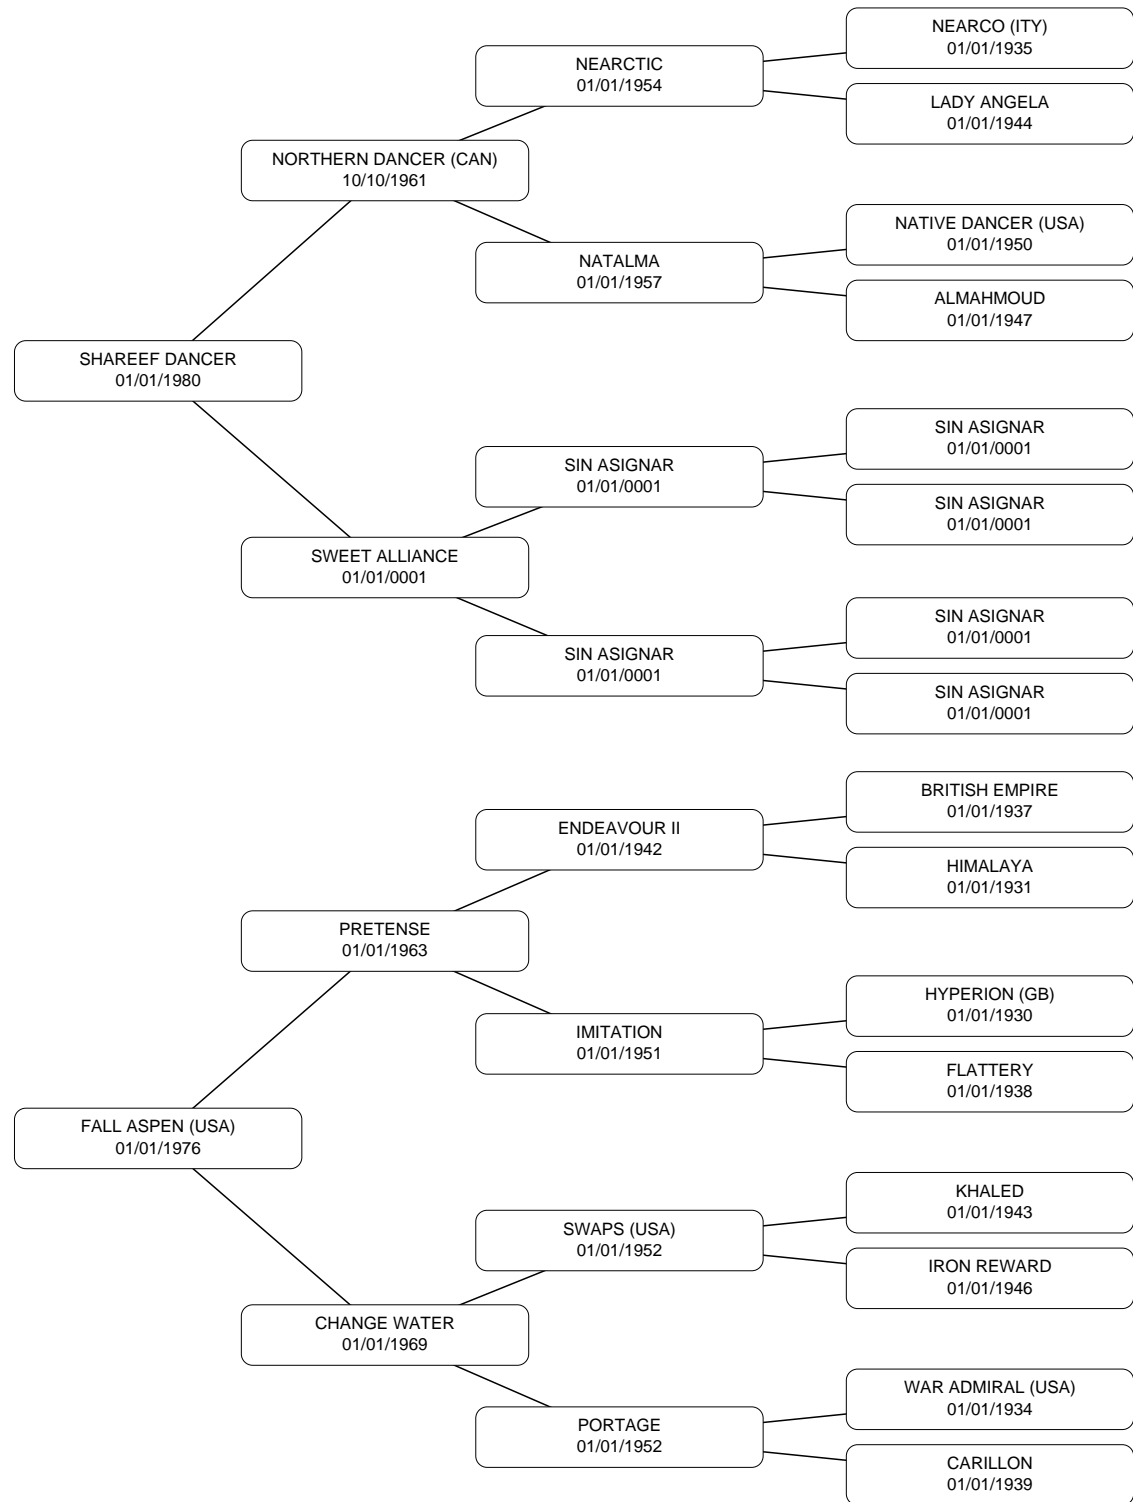 NEARCO (ITY)
01/01/1935
NEARCTIC
01/01/1954
LADY ANGELA
01/01/1944
NORTHERN DANCER (CAN)
10/10/1961
NATIVE DANCER (USA)
01/01/1950
NATALMA
01/01/1957
ALMAHMOUD
01/01/1947
SHAREEF DANCER
01/01/1980
SIN ASIGNAR
01/01/0001
SIN ASIGNAR
01/01/0001
SIN ASIGNAR
01/01/0001
SWEET ALLIANCE
01/01/0001
SIN ASIGNAR
01/01/0001
SIN ASIGNAR
01/01/0001
SIN ASIGNAR
01/01/0001
BRITISH EMPIRE
01/01/1937
ENDEAVOUR II
01/01/1942
HIMALAYA
01/01/1931
PRETENSE
01/01/1963
HYPERION (GB)
01/01/1930
IMITATION
01/01/1951
FLATTERY
01/01/1938
FALL ASPEN (USA)
01/01/1976
KHALED
01/01/1943
SWAPS (USA)
01/01/1952
IRON REWARD
01/01/1946
CHANGE WATER
01/01/1969
WAR ADMIRAL (USA)
01/01/1934
PORTAGE
01/01/1952
CARILLON
01/01/1939